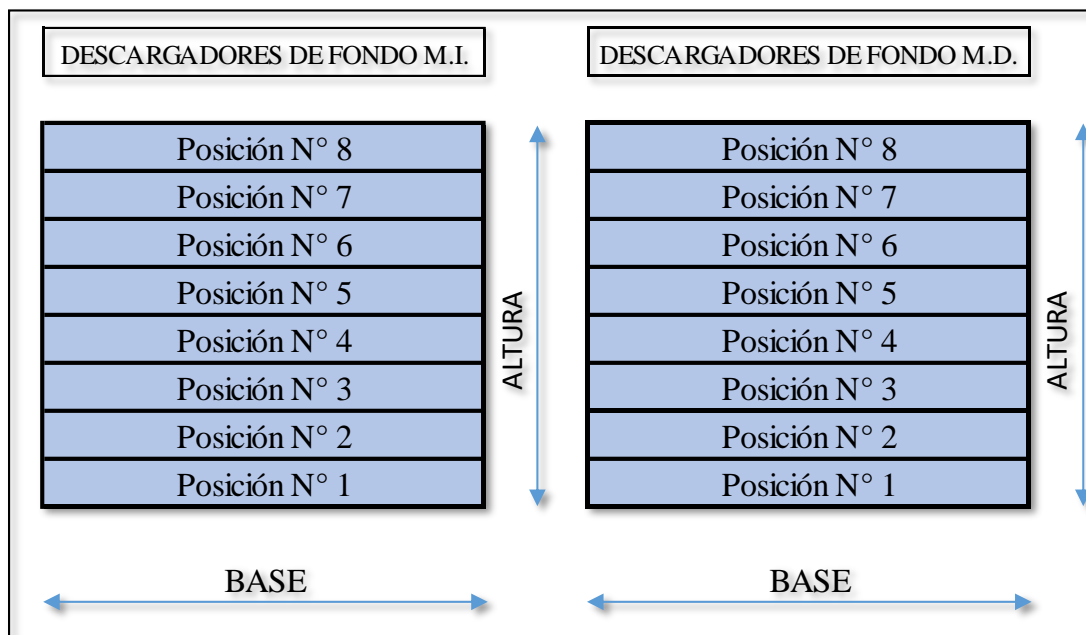 DESCARGADORES DE FONDO M.I.
Posición N° 8
Posición N° 7
Posición N° 6
Posición N° 5
Posición N° 4
Posición N° 3
Posición N° 2
Posición N° 1
ALTURA
BASE
DESCARGADORES DE FONDO M.D.
Posición N° 8
Posición N° 7
Posición N° 6
Posición N° 5
Posición N° 4
Posición N° 3
Posición N° 2
Posición N° 1
ALTURA
BASE